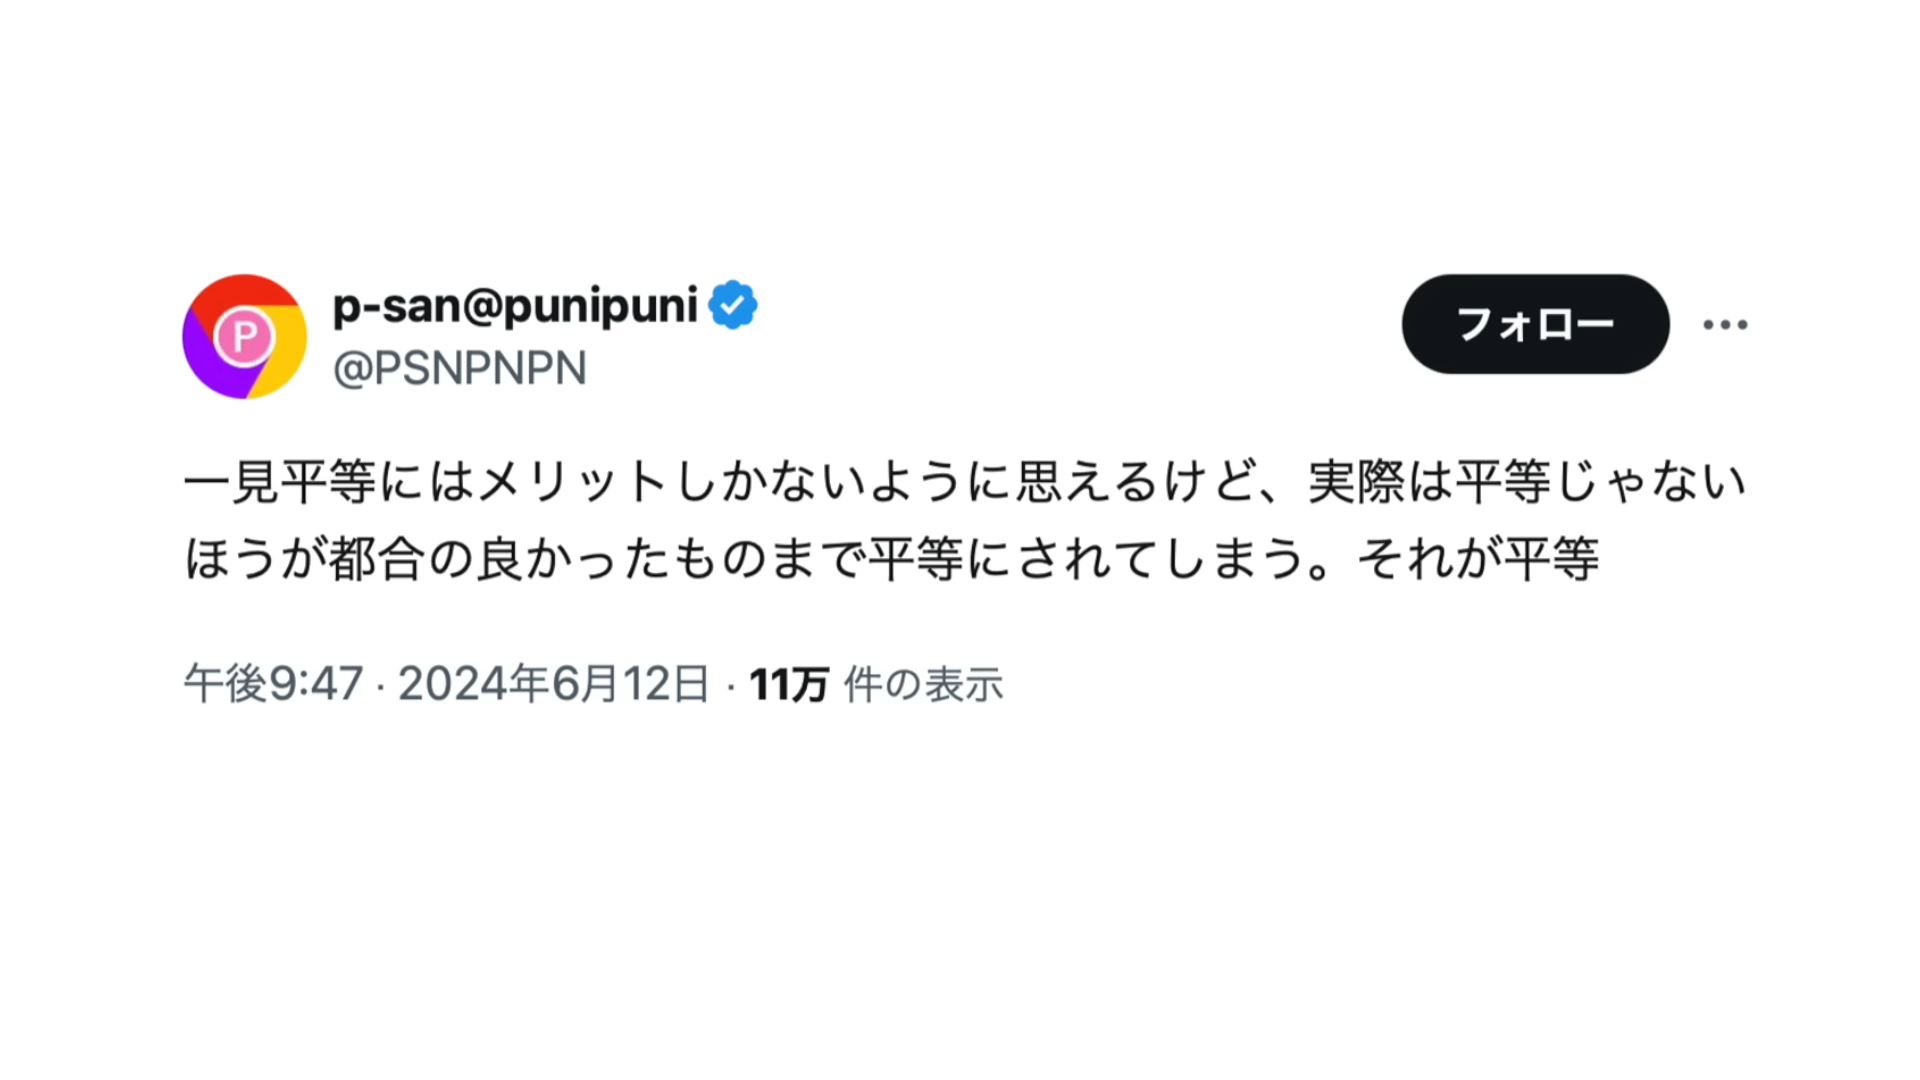 P
p-san@punipuni
@PSNPNPN
フォロー
一見平等にはメリットしかないように思えるけど、実際は平等じゃない
ほうが都合の良かったものまで平等にされてしまう。それが平等
午後9:47 · 2024年6月12日 · 11万 件の表示